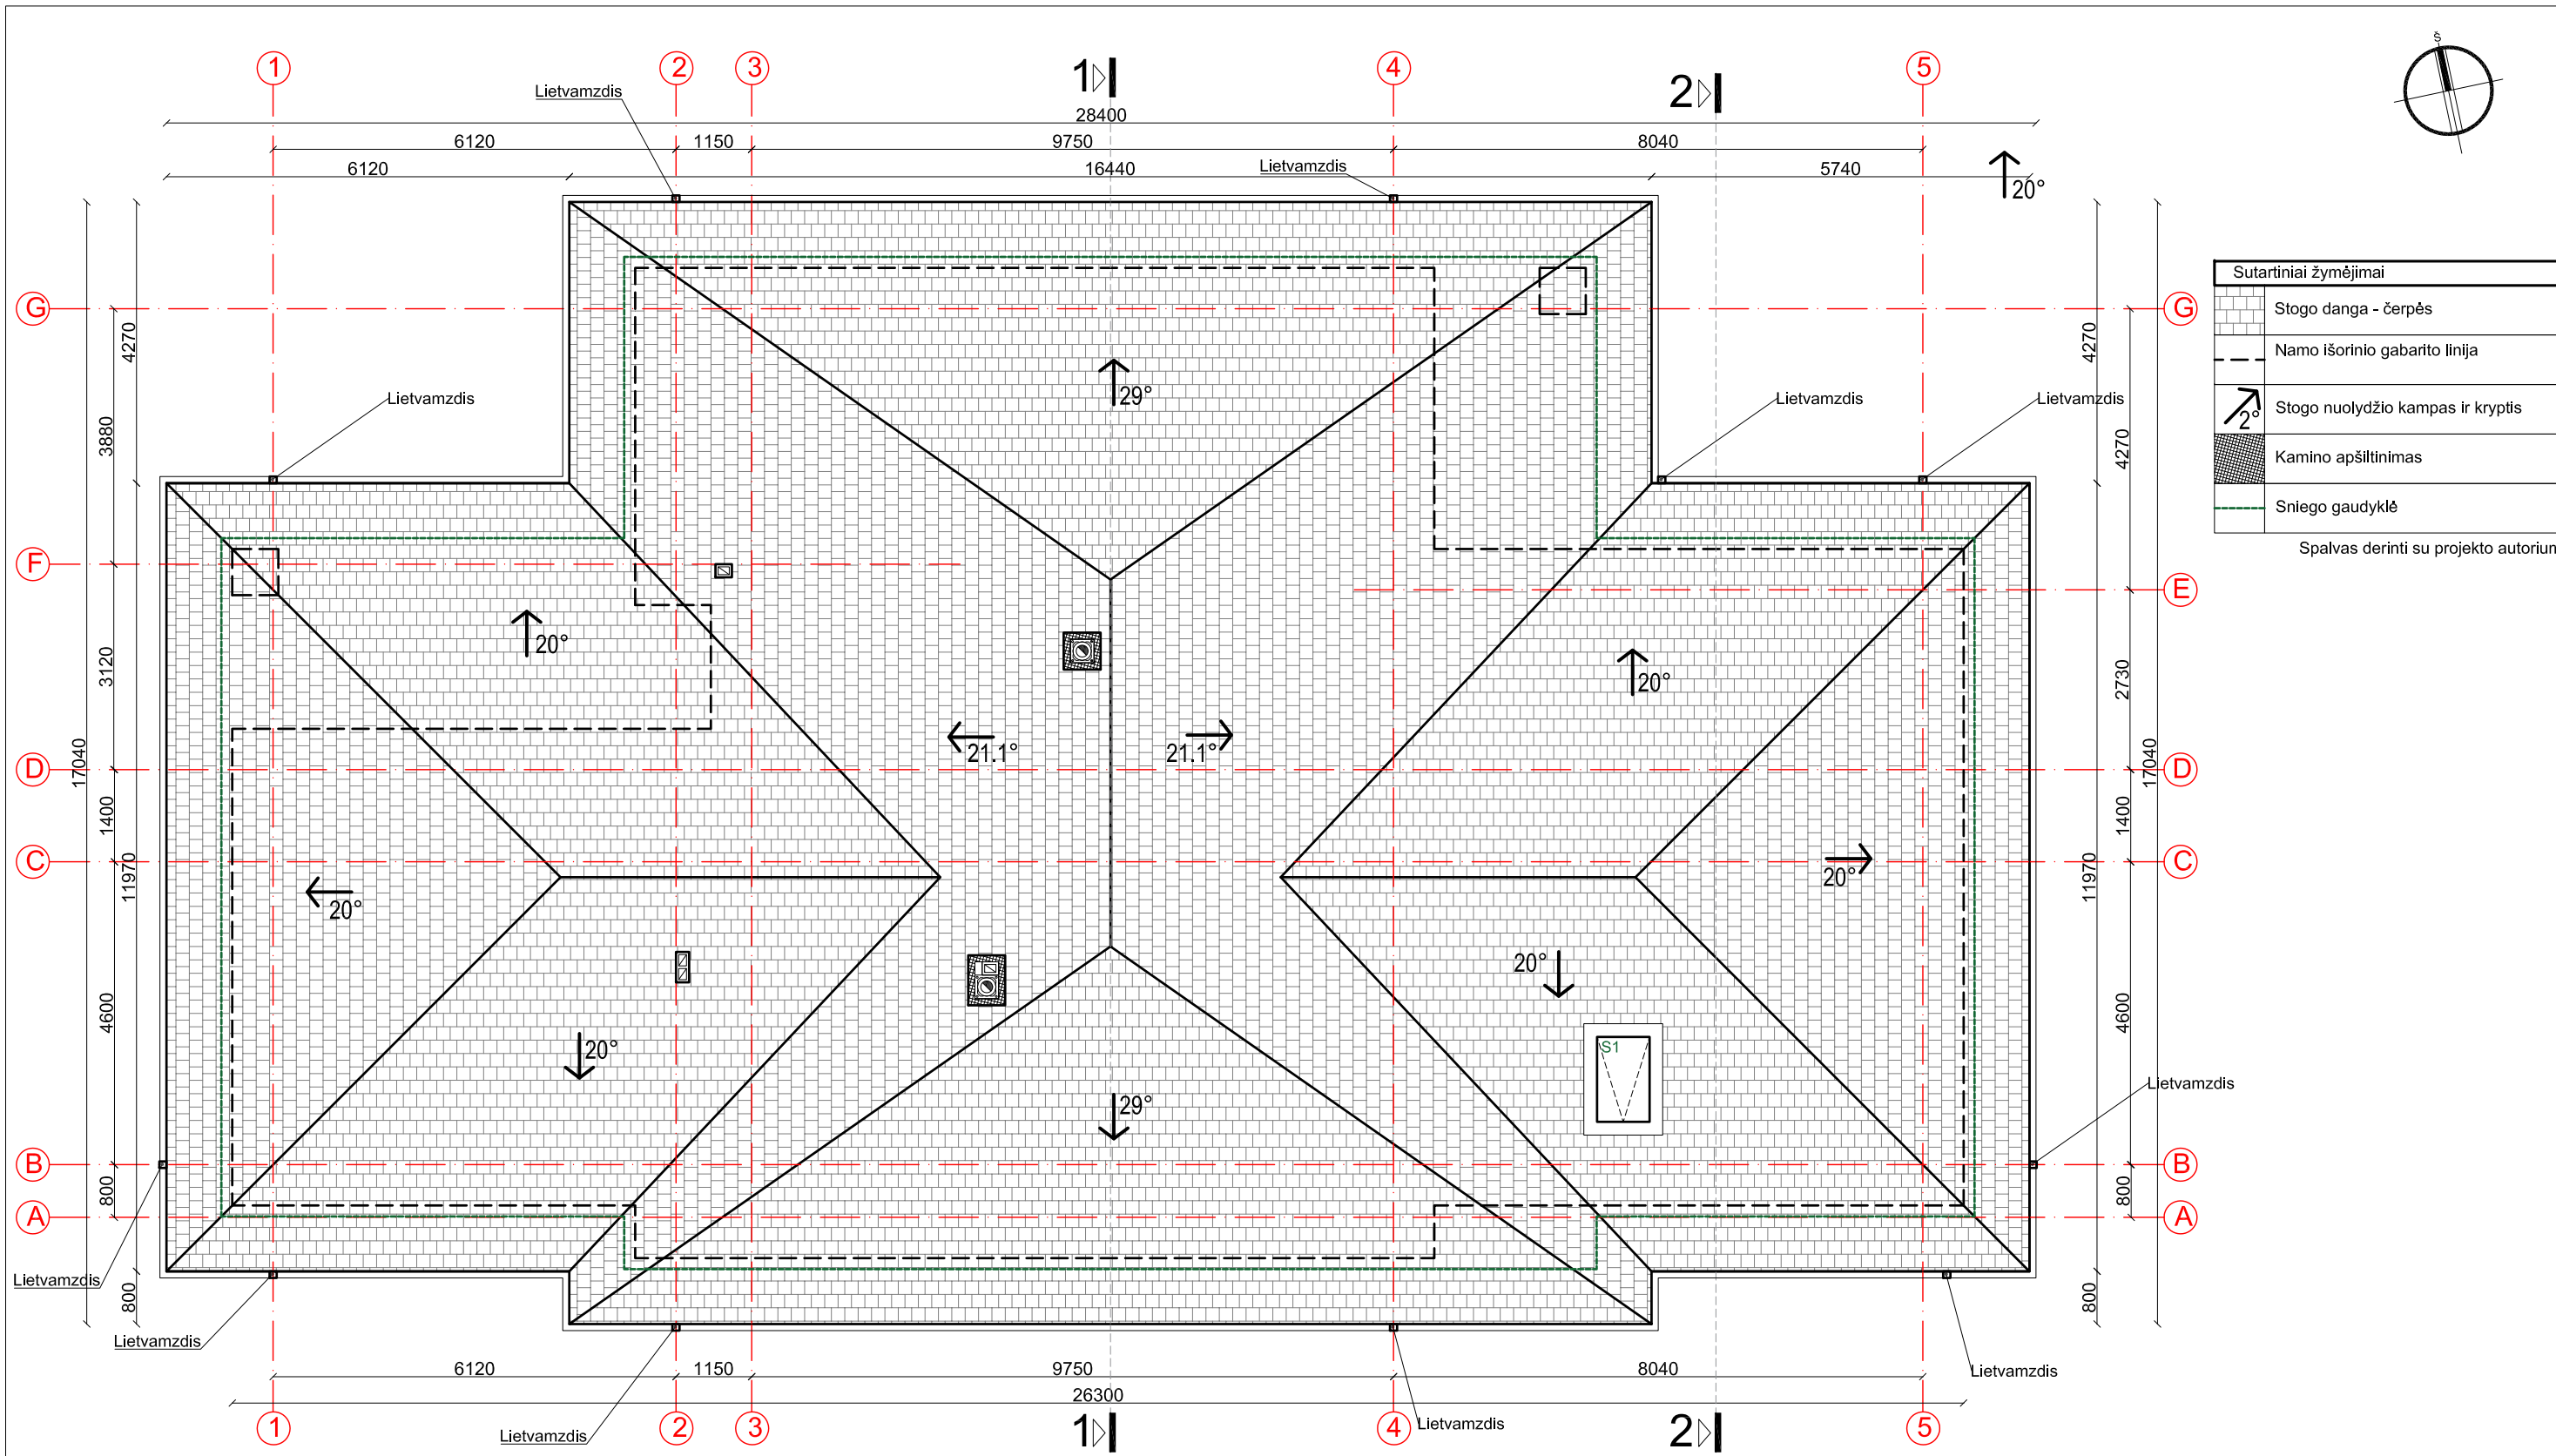 1
2
3
4
5
Š
1
2
Lietvamzdis
28400
6120
1150
9750
8040
Lietvamzdis
6120
16440
5740
20°
Sutartiniai žymėjimai
Stogo danga - čerpės
Namo išorinio gabarito linija
2°
Stogo nuolydžio kampas ir kryptis
Kamino apšiltinimas
Sniego gaudyklė
Spalvas derinti su projekto autorium
G
G
4270
4270
3880
4270
Lietvamzdis
29°
Lietvamzdis
Lietvamzdis
F
E
3120
20°
20°
2730
17040
21.1°
21.1°
17040
D
D
1400
1400
C
C
11970
20°
20°
11970
4600
20°
20°
4600
S1
29°
Lietvamzdis
B
B
800
800
A
A
Lietvamzdis
800
800
Lietvamzdis
6120
1150
9750
8040
Lietvamzdis
26300
Lietvamzdis
Lietvamzdis
1
2
3
1
4
2
5